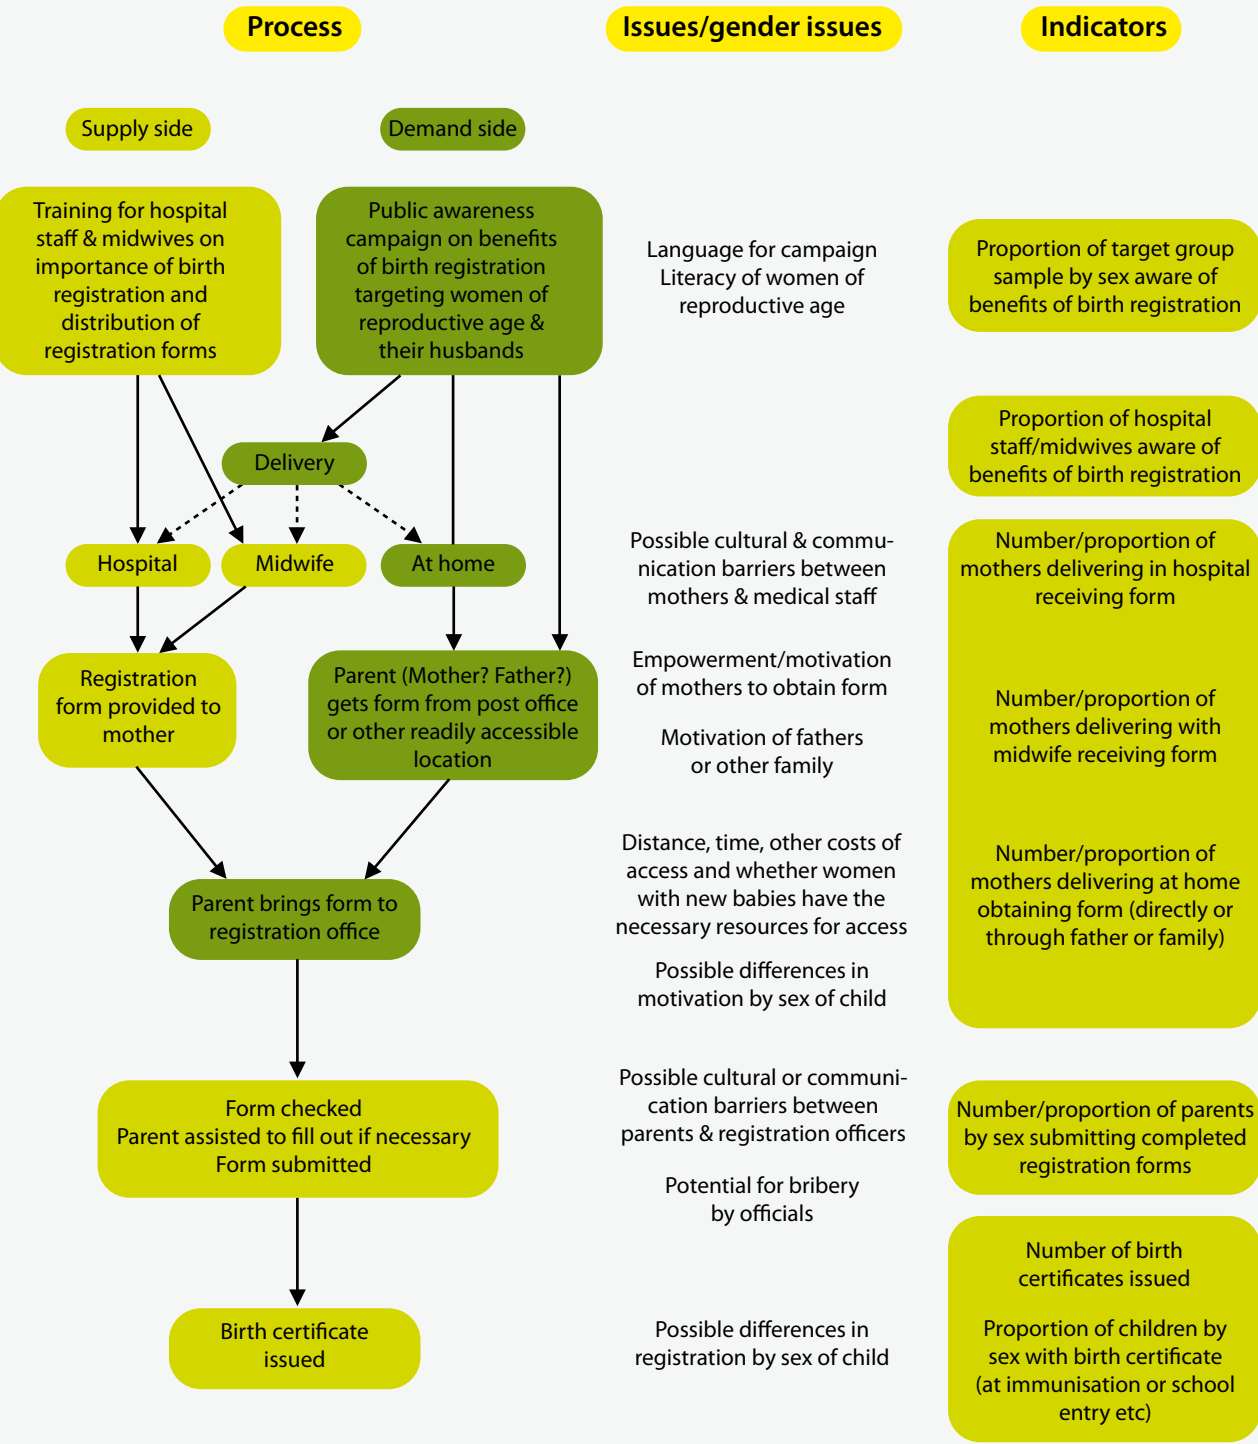 Process
Issues/gender issues
Indicators
Supply side
Demand side
Training for hospital
staff & midwives on
importance of birth
registration and
distribution of
registration forms
Public awareness
campaign on benefits
of birth registration
targeting women of
reproductive age &
their husbands
Language for campaign
Literacy of women of
reproductive age
Proportion of target group
sample by sex aware of
benefits of birth registration
Proportion of hospital
staff/midwives aware of
benefits of birth registration
Delivery
Hospital
Midwife
At home
Possible cultural & commu-
nication barriers between
mothers & medical staff
Number/proportion of
mothers delivering in hospital
receiving form
Registration
form provided to
mother
Parent (Mother? Father?)
gets form from post office
or other readily accessible
location
Empowerment/motivation
of mothers to obtain form
Motivation of fathers
or other family
Number/proportion of
mothers delivering with
midwife receiving form
Parent brings form to
registration office
Distance, time, other costs of
access and whether women
with new babies have the
necessary resources for access
Possible differences in
motivation by sex of child
Number/proportion of
mothers delivering at home
obtaining form (directly or
through father or family)
Form checked
Parent assisted to fill out if necessary
Form submitted
Possible cultural or communi-
cation barriers between
parents & registration officers
Potential for bribery
by officials
Number/proportion of parents
by sex submitting completed
registration forms
Birth certificate
issued
Possible differences in
registration by sex of child
Number of birth
certificates issued
Proportion of children by
sex with birth certificate
(at immunisation or school
entry etc)